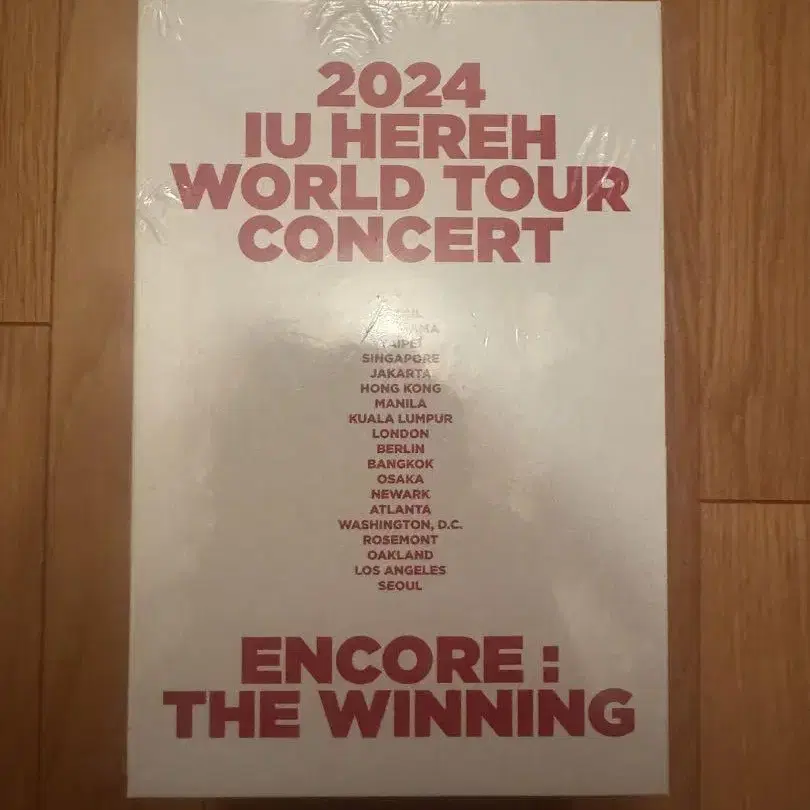 2024
IU HEREH
WORLD TOUR
CONCERT
TAIPEI
SINGAPORE
JAKARTA
HONG KONG
MANILA
KUALA LUMPUR
LONDON
BERLIN
BANGKOK
OSAKA
NEWARK
ATLANTA
WASHINGTON, D.C.
ROSEMONT
OAKLAND
LOS ANGELES
SEOUL
ENCORE :
THE WINNING